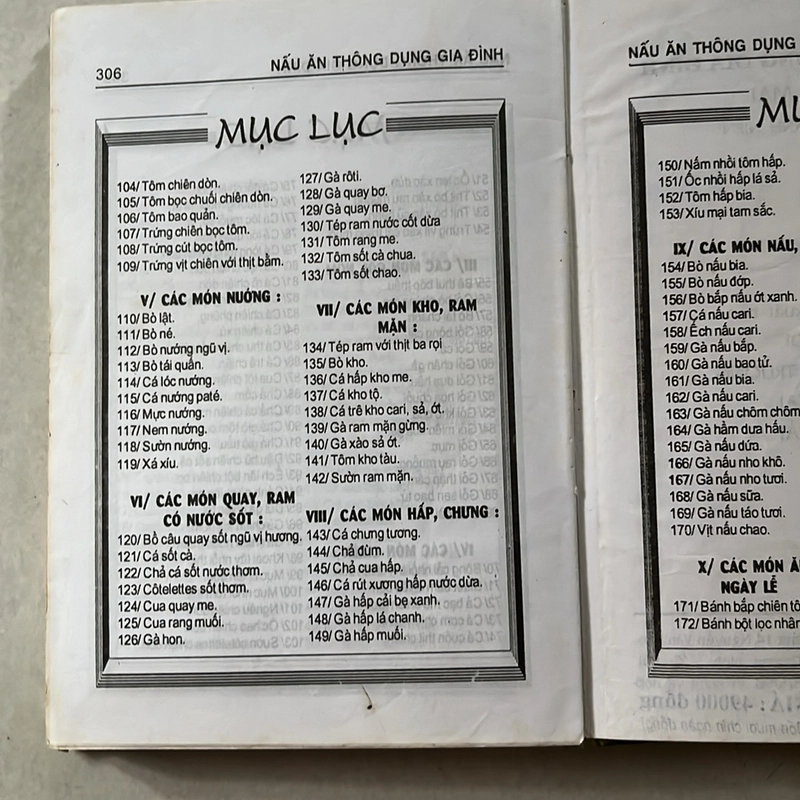 306
NẤU ĂN THÔNG DỤNG GIA ĐÌNH
MỤC LỤC
104/ Tôm chiên dòn.
105/ Tôm bọc chuối chiên dòn.
106/ Tôm bao quản.
107/ Trứng chiên bọc tôm.
108/ Trứng cút bọc tôm.
109/ Trứng vịt chiên với thịt bằm.
V/ CÁC MÓN NƯỚNG :
110/ Bò lật.
111/ Bò né.
112/ Bò nướng ngũ vị.
113/ Bò tái quấn.
114/ Cá lóc nướng.
115/ Cá nướng paté.
116/ Mực nướng.
117/ Nem nướng.
118/ Sườn nướng.
119/ Xá xíu.
VI/ CÁC MÓN QUAY, RAM
CÓ NƯỚC SỐT :
120/ Bồ câu quay sốt ngũ vị hương.
121/ Cá sốt cà.
122/ Chả cá sốt nước thơm.
123/ Côtelettes sốt thơm.
124/ Cua quay me.
125/ Cua rang muối.
126/ Gà hon.
127/ Gà rôti.
128/ Gà quay bơ.
129/ Gà quay me.
130/ Tép ram nước cốt dừa
131/ Tôm rang me.
132/ Tôm sốt cà chua.
133/ Tôm sốt chao.
VII/ CÁC MÓN KHO, RAM
MẶN :
134/ Tép ram với thịt ba rọi
135/ Bò kho.
136/ Cá hấp kho me.
137/ Cá kho tộ.
138/ Cá trê kho cari, sả, ớt.
139/ Gà ram mặn gừng.
140/ Gà xào sả ớt.
141/ Tôm kho tàu.
142/ Sườn ram mặn.
VIII/ CÁC MÓN HẤP, CHƯNG :
143/ Cá chưng tương.
144/ Chả đùm.
145/ Chả cua hấp.
146/ Cá rút xương hấp nước dừa.
147/ Gà hấp cải bẹ xanh.
148/ Gà hấp lá chanh.
149/ Gà hấp muối.
NẤU ĂN THÔNG DỤNG
150/ Nấm nhồi tôm hấp.
151/ Ốc nhồi hấp lá sả.
152/ Tôm hấp bia.
153/ Xíu mại tam sắc.
IX/ CÁC MÓN NẤU,
154/ Bò nấu bia.
155/ Bò nấu đớp.
156/ Bò bắp nấu ớt xanh.
157/ Cá nấu cari.
158/ Ếch nấu cari.
159/ Gà nấu bắp.
160/ Gà nấu bao tử.
161/ Gà nấu bia.
162/ Gà nấu cari.
163/ Gà nấu chôm chôm
164/ Gà hầm dưa hấu.
165/ Gà nấu dứa.
166/ Gà nấu nho khô.
167/ Gà nấu nho tươi.
168/ Gà nấu sữa.
169/ Gà nấu táo tươi.
170/ Vịt nấu chao.
X/ CÁC MÓN
NGÀY LỄ
171/ Bánh bắp chiên
172/ Bánh bột lọc nhân